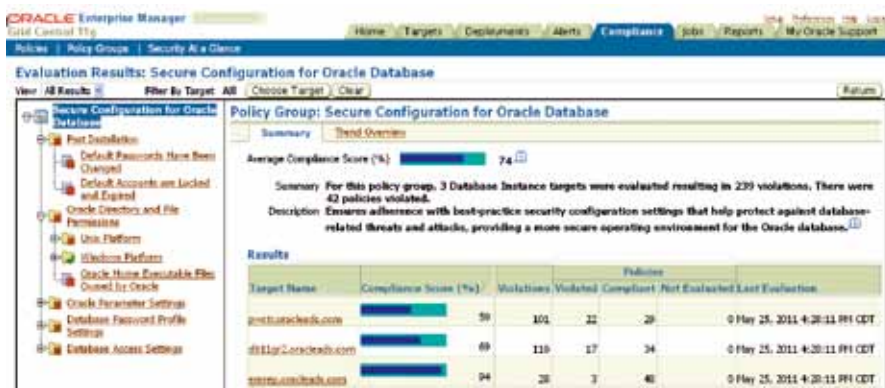 ORACLE Enterprise Manager
Grid Control 11g
Home Targets Deployments Alerts Compliance Jobs Reports My Oracle Support
Policies | Policy Groups | Security At a Glance
Evaluation Results: Secure Configuration for Oracle Database
View All Results Filter By Target All Choose Target Clear Return
Secure Configuration for Oracle Database
Post Installation
Default Passwords Have Been Changed
Default Accounts are Locked and Expired
Oracle Directory and File Permissions
Unix Platform
Windows Platform
Oracle Home Executable Files Owned by Oracle
Oracle Parameter Settings
Database Password Profile Settings
Database Access Settings
Policy Group: Secure Configuration for Oracle Database
Summary Trend Overview
Average Compliance Score (%) 74
Summary For this policy group, 3 Database Instance targets were evaluated resulting in 239 violations. There were
42 policies violated.
Description Ensures adherence with best-practice security configuration settings that help protect against database-
related threats and attacks, providing a more secure operating environment for the Oracle database.
Results
Policies
Target Name Compliance Score (%) Violations Violated Compliant Not Evaluated Last Evaluation
101 22 0 May 25, 2011 4:20:11 PM CDT
69 17 34 0 May 25, 2011 4:20:11 PM CDT
94 3 0 May 25, 2011 4:20:11 PM CDT